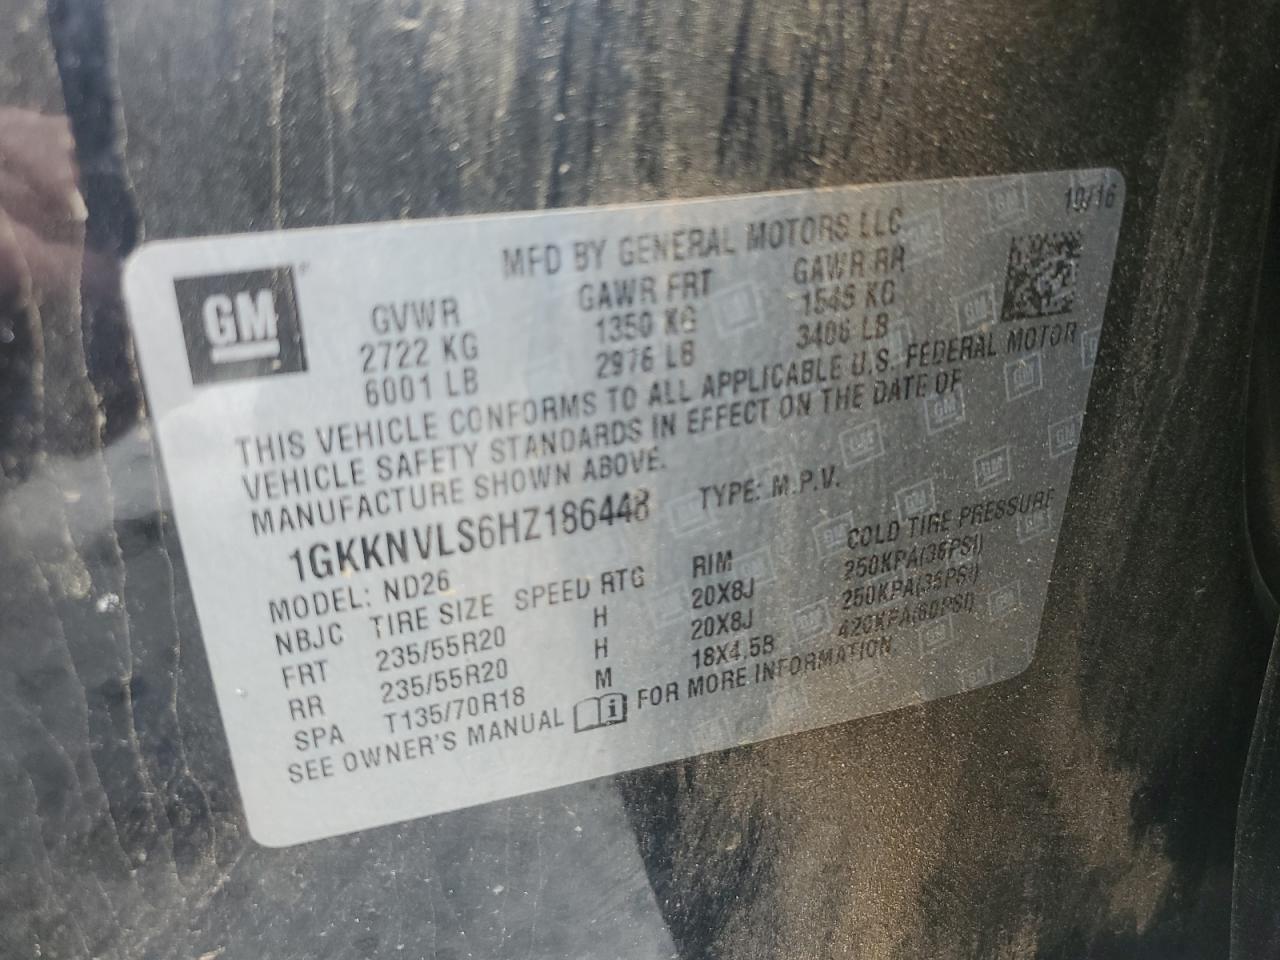 10/16
MFD BY GENERAL MOTORS LLC
GM
GVWR GAWR FRT GAWR RR
2722 KG 1350 KG 1545 KG
6001 LB 2976 LB 3406 LB
THIS VEHICLE CONFORMS TO ALL APPLICABLE U.S. FEDERAL MOTOR
VEHICLE SAFETY STANDARDS IN EFFECT ON THE DATE OF
MANUFACTURE SHOWN ABOVE.
1GKKNVLS6HZ186448 TYPE: M.P.V.
MODEL: ND26
NBJC TIRE SIZE SPEED RTG RIM COLD TIRE PRESSURE
FRT 235/55R20 H 20X8J 250KPA(36PSI)
RR 235/55R20 H 20X8J 250KPA(36PSI)
SPA T135/70R18 M 18X4.5B 420KPA(60PSI)
SEE OWNER'S MANUAL FOR MORE INFORMATION.